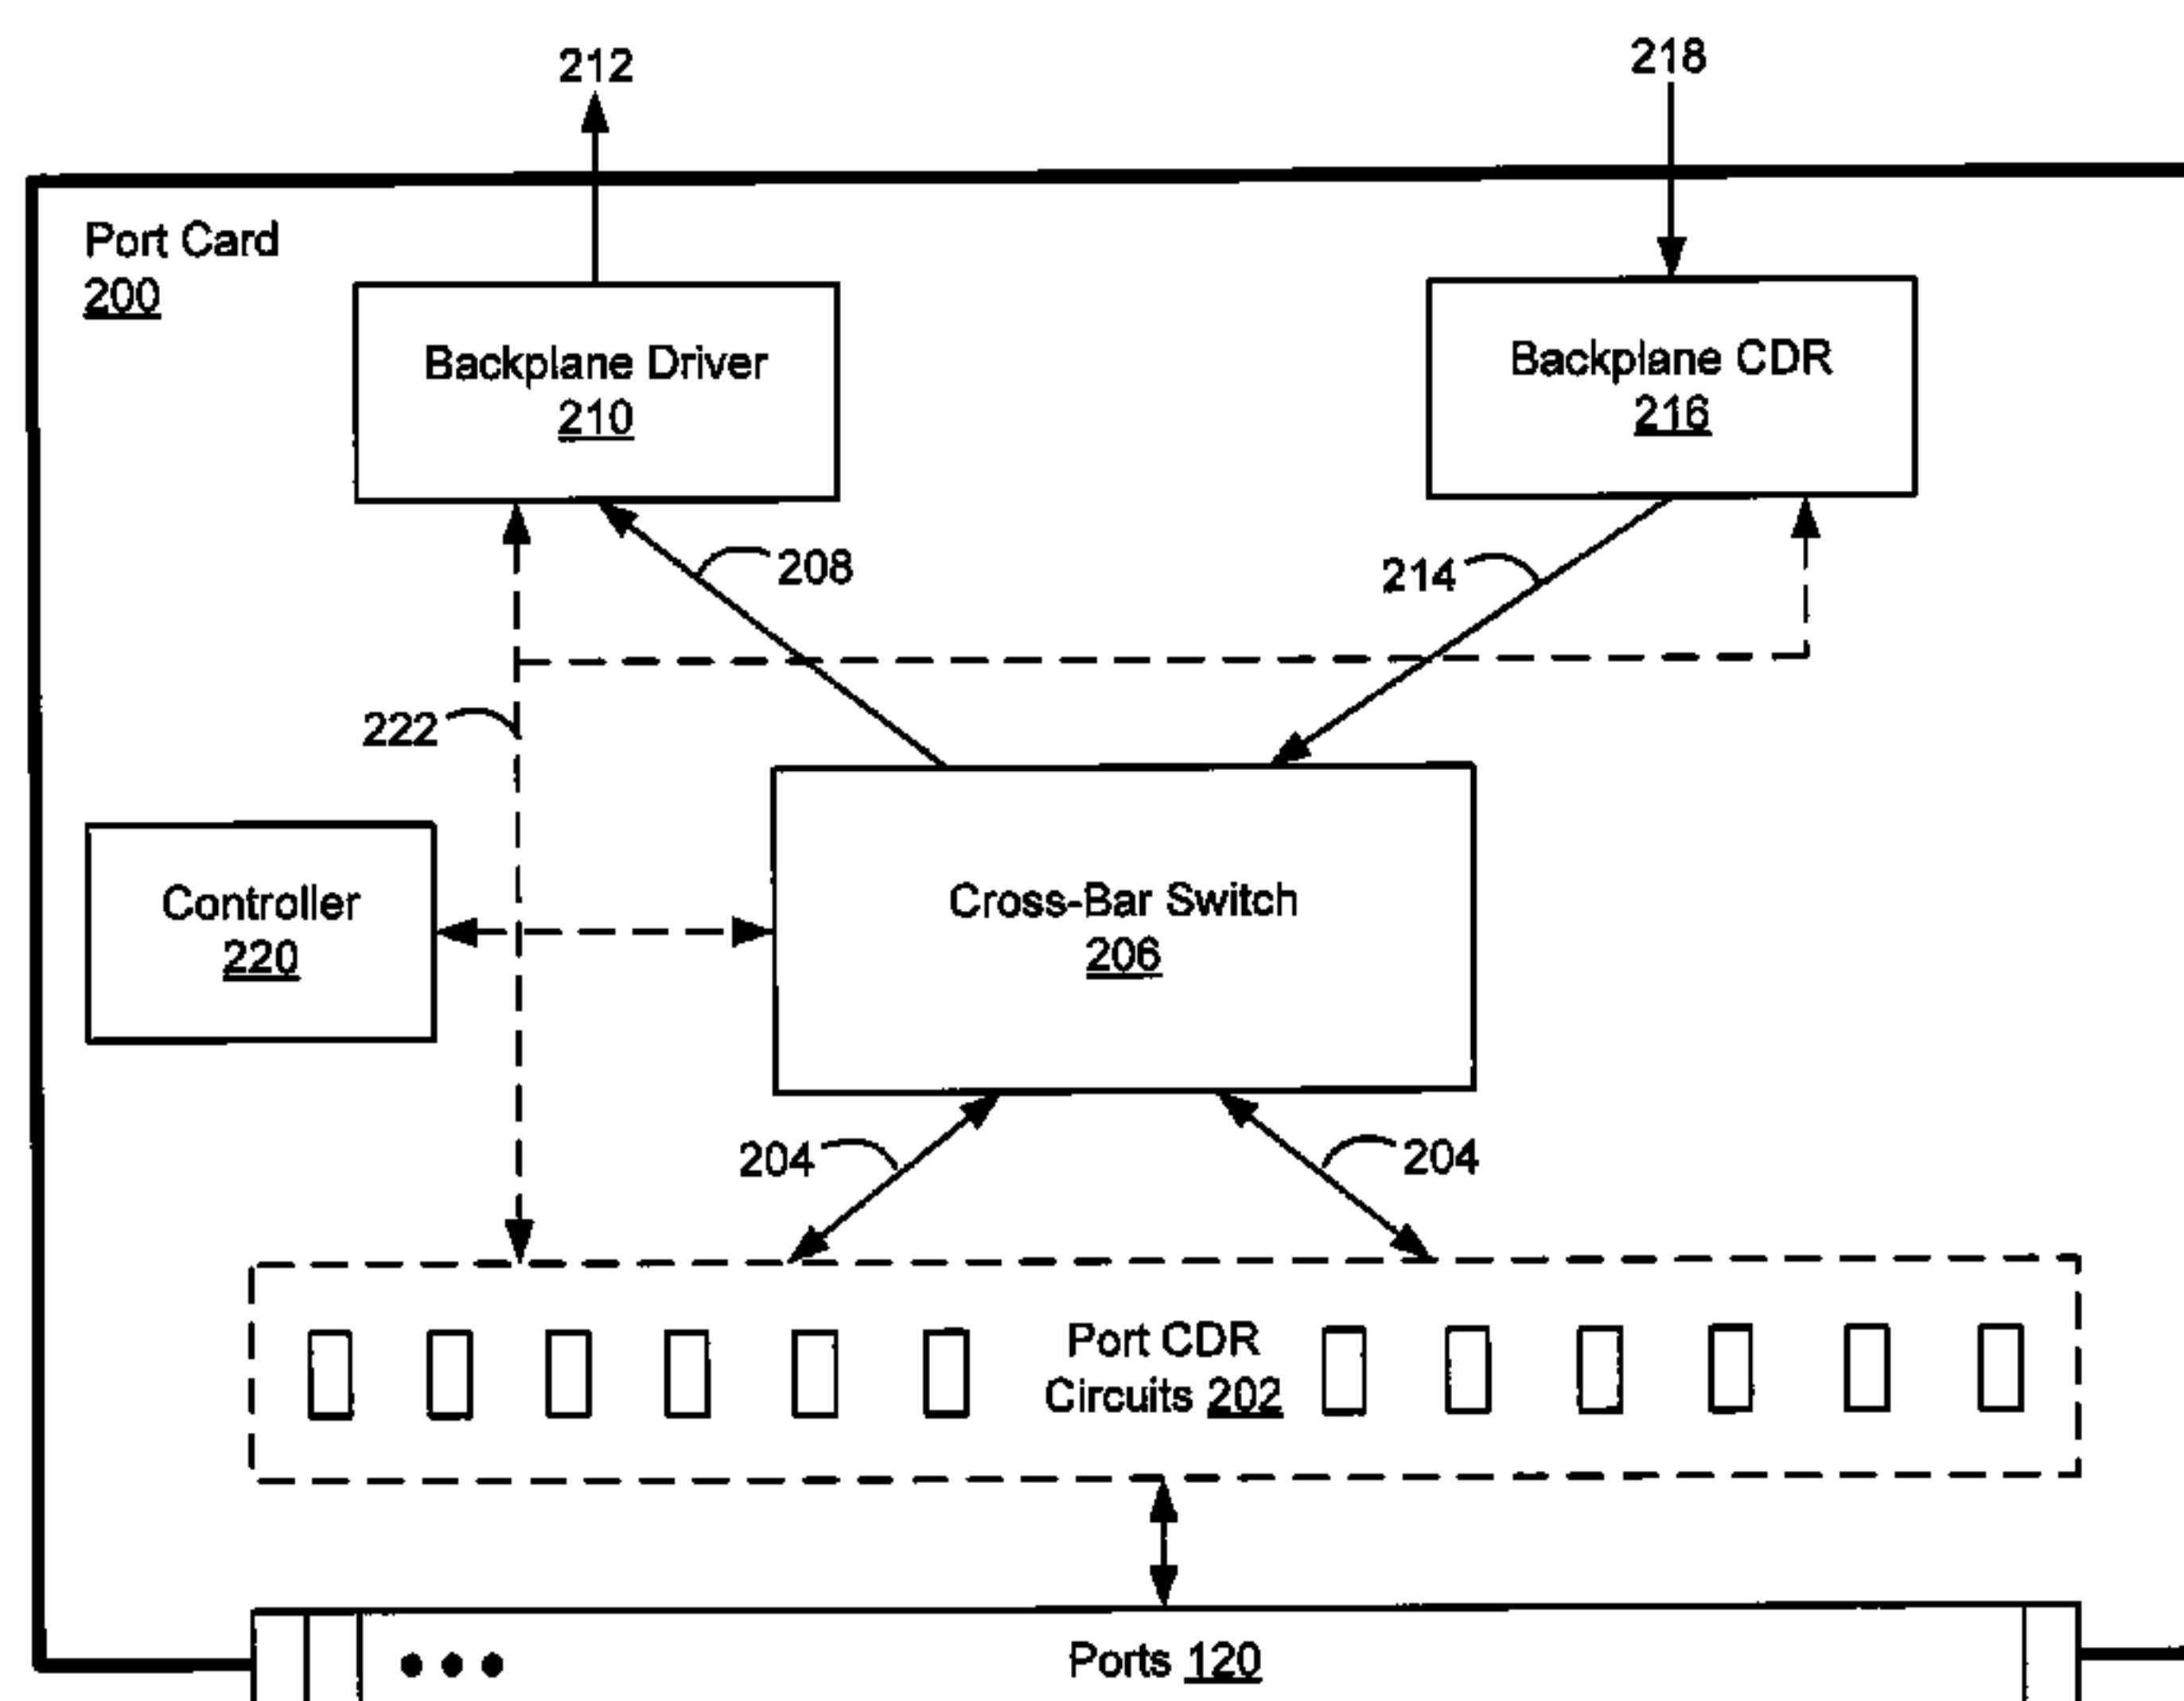 212
218
Port Card
200
Backplane Driver
210
Backplane CDR
216
208
214
222
Controller
220
Cross-Bar Switch
206
204
204
Port CDR
Circuits 202
Ports 120